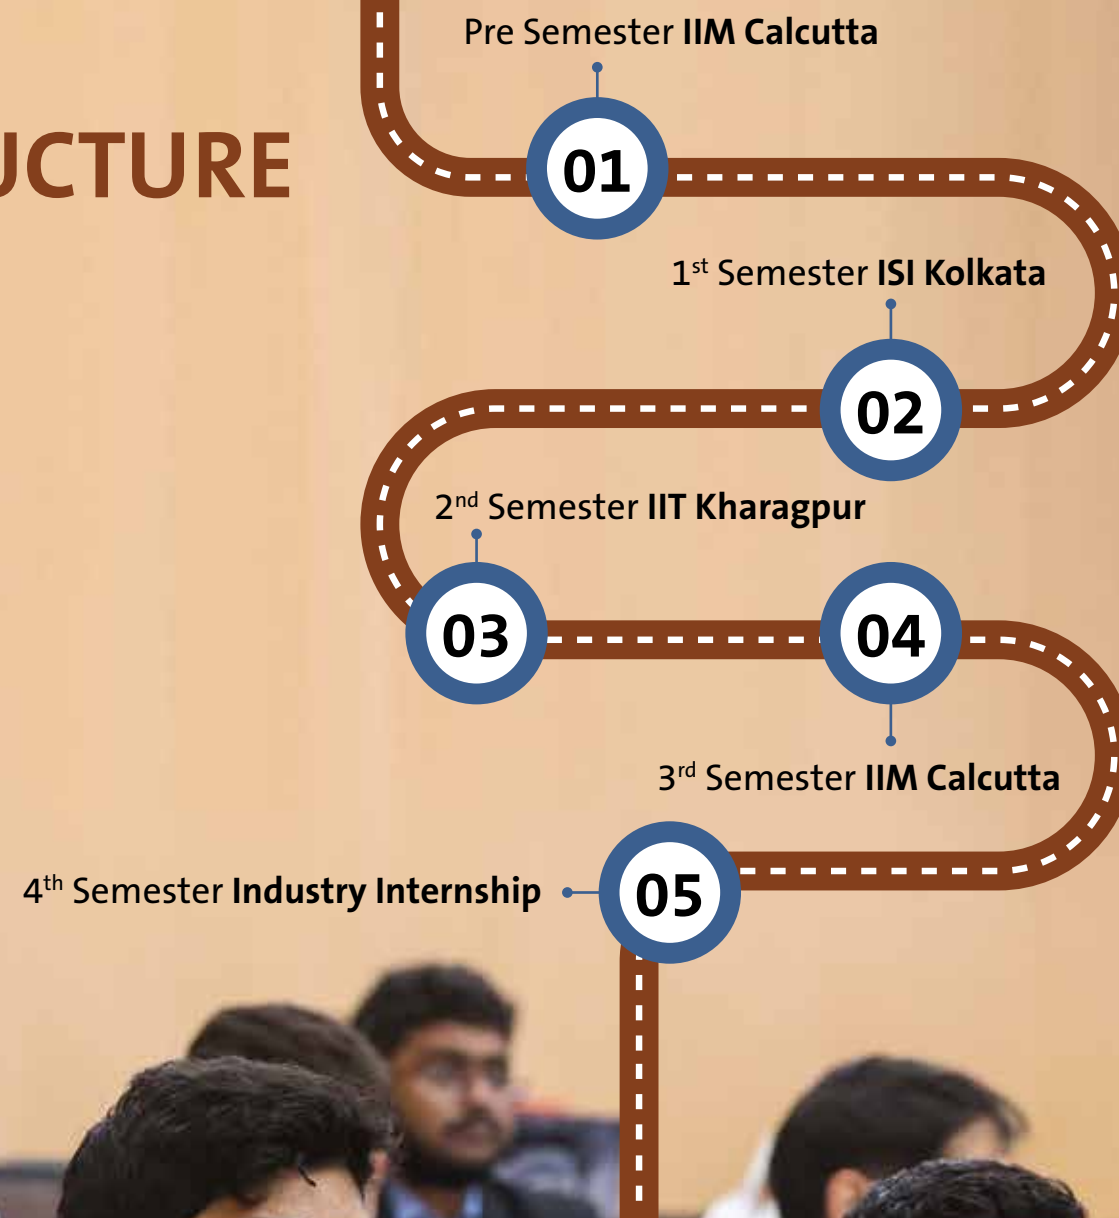 Pre Semester IIM Calcutta
UCTURE
01
1st Semester ISI Kolkata
02
2nd Semester IIT Kharagpur
03
04
3rd Semester IIM Calcutta
4th Semester Industry Internship
05